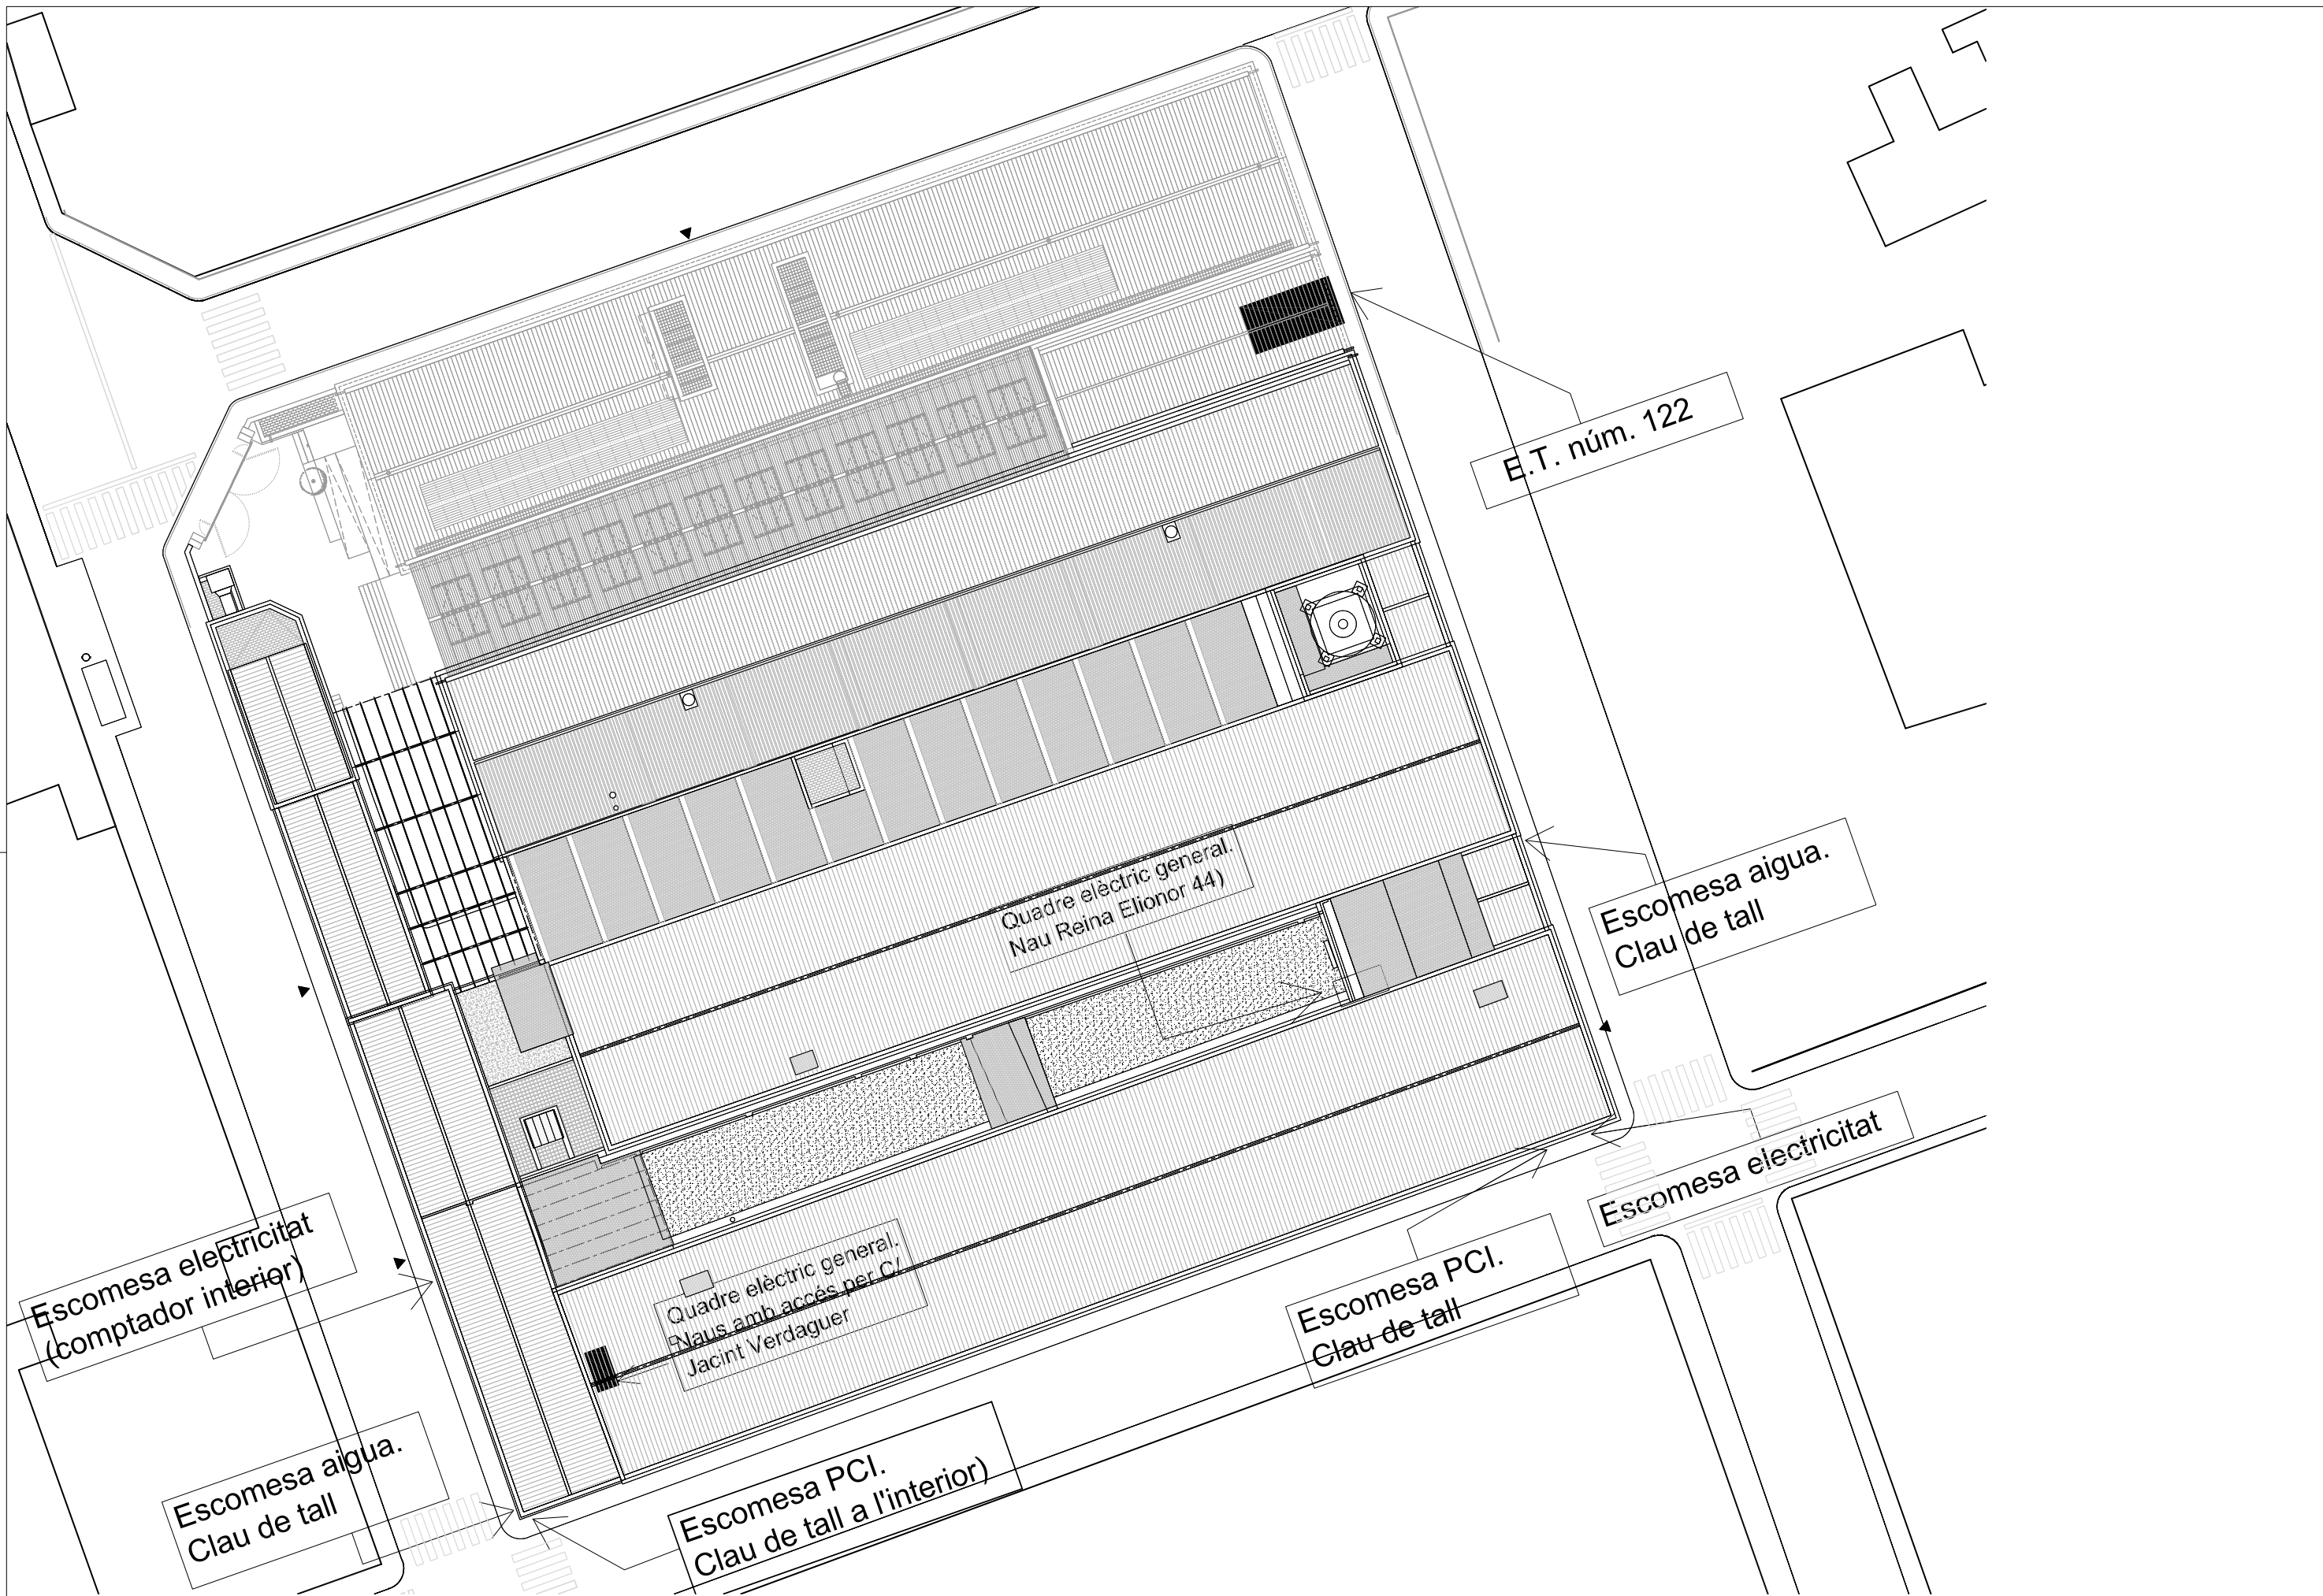 E.T. núm. 122
Quadre elèctric general.
Nau Reina Elionor 44)
Escomesa aigua.
Clau de tall
Escomesa electricitat
Escomesa electricitat
(comptador interior)
Quadre elèctric general.
Naus amb accés per C/
Jacint Verdaguer
Escomesa PCI.
Clau de tall
Escomesa aigua.
Clau de tall
Escomesa PCI.
Clau de tall a l'interior)